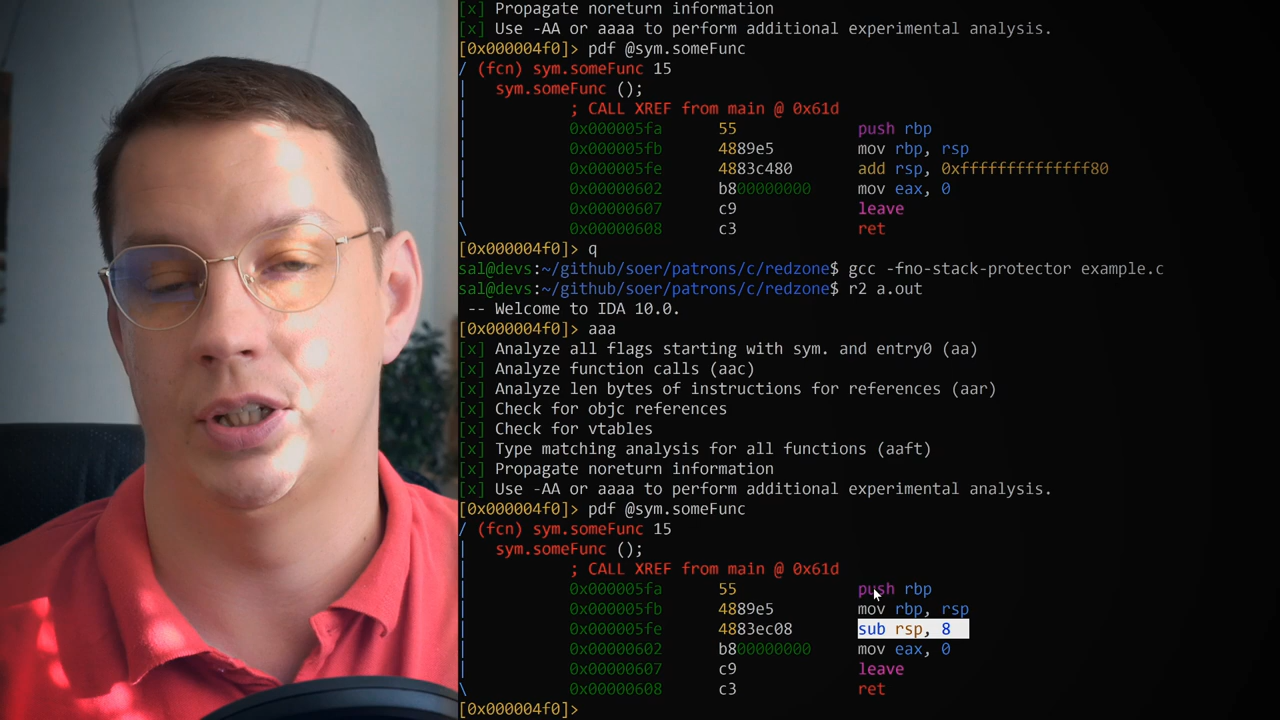 [x] Propagate noreturn information
[x] Use -AA or aaaa to perform additional experimental analysis.
[0x000004f0]> pdf @sym.someFunc
/ (fcn) sym.someFunc 15
|   sym.someFunc ();
|           ; CALL XREF from main @ 0x61d
|           0x000005fa      55             push rbp
|           0x000005fb      4889e5         mov rbp, rsp
|           0x000005fe      4883c480       add rsp, 0xffffffffffffff80
|           0x00000602      b800000000     mov eax, 0
|           0x00000607      c9             leave
\           0x00000608      c3             ret
[0x000004f0]> q
sal@devs:~/github/soer/patrons/c/redzone$ gcc -fno-stack-protector example.c
sal@devs:~/github/soer/patrons/c/redzone$ r2 a.out
 -- Welcome to IDA 10.0.
[0x000004f0]> aaa
[x] Analyze all flags starting with sym. and entry0 (aa)
[x] Analyze function calls (aac)
[x] Analyze len bytes of instructions for references (aar)
[x] Check for objc references
[x] Check for vtables
[x] Type matching analysis for all functions (aaft)
[x] Propagate noreturn information
[x] Use -AA or aaaa to perform additional experimental analysis.
[0x000004f0]> pdf @sym.someFunc
/ (fcn) sym.someFunc 15
|   sym.someFunc ();
|           ; CALL XREF from main @ 0x61d
|           0x000005fa      55             push rbp
|           0x000005fb      4889e5         mov rbp, rsp
|           0x000005fe      4883ec08       sub rsp, 8
|           0x00000602      b800000000     mov eax, 0
|           0x00000607      c9             leave
\           0x00000608      c3             ret
[0x000004f0]>